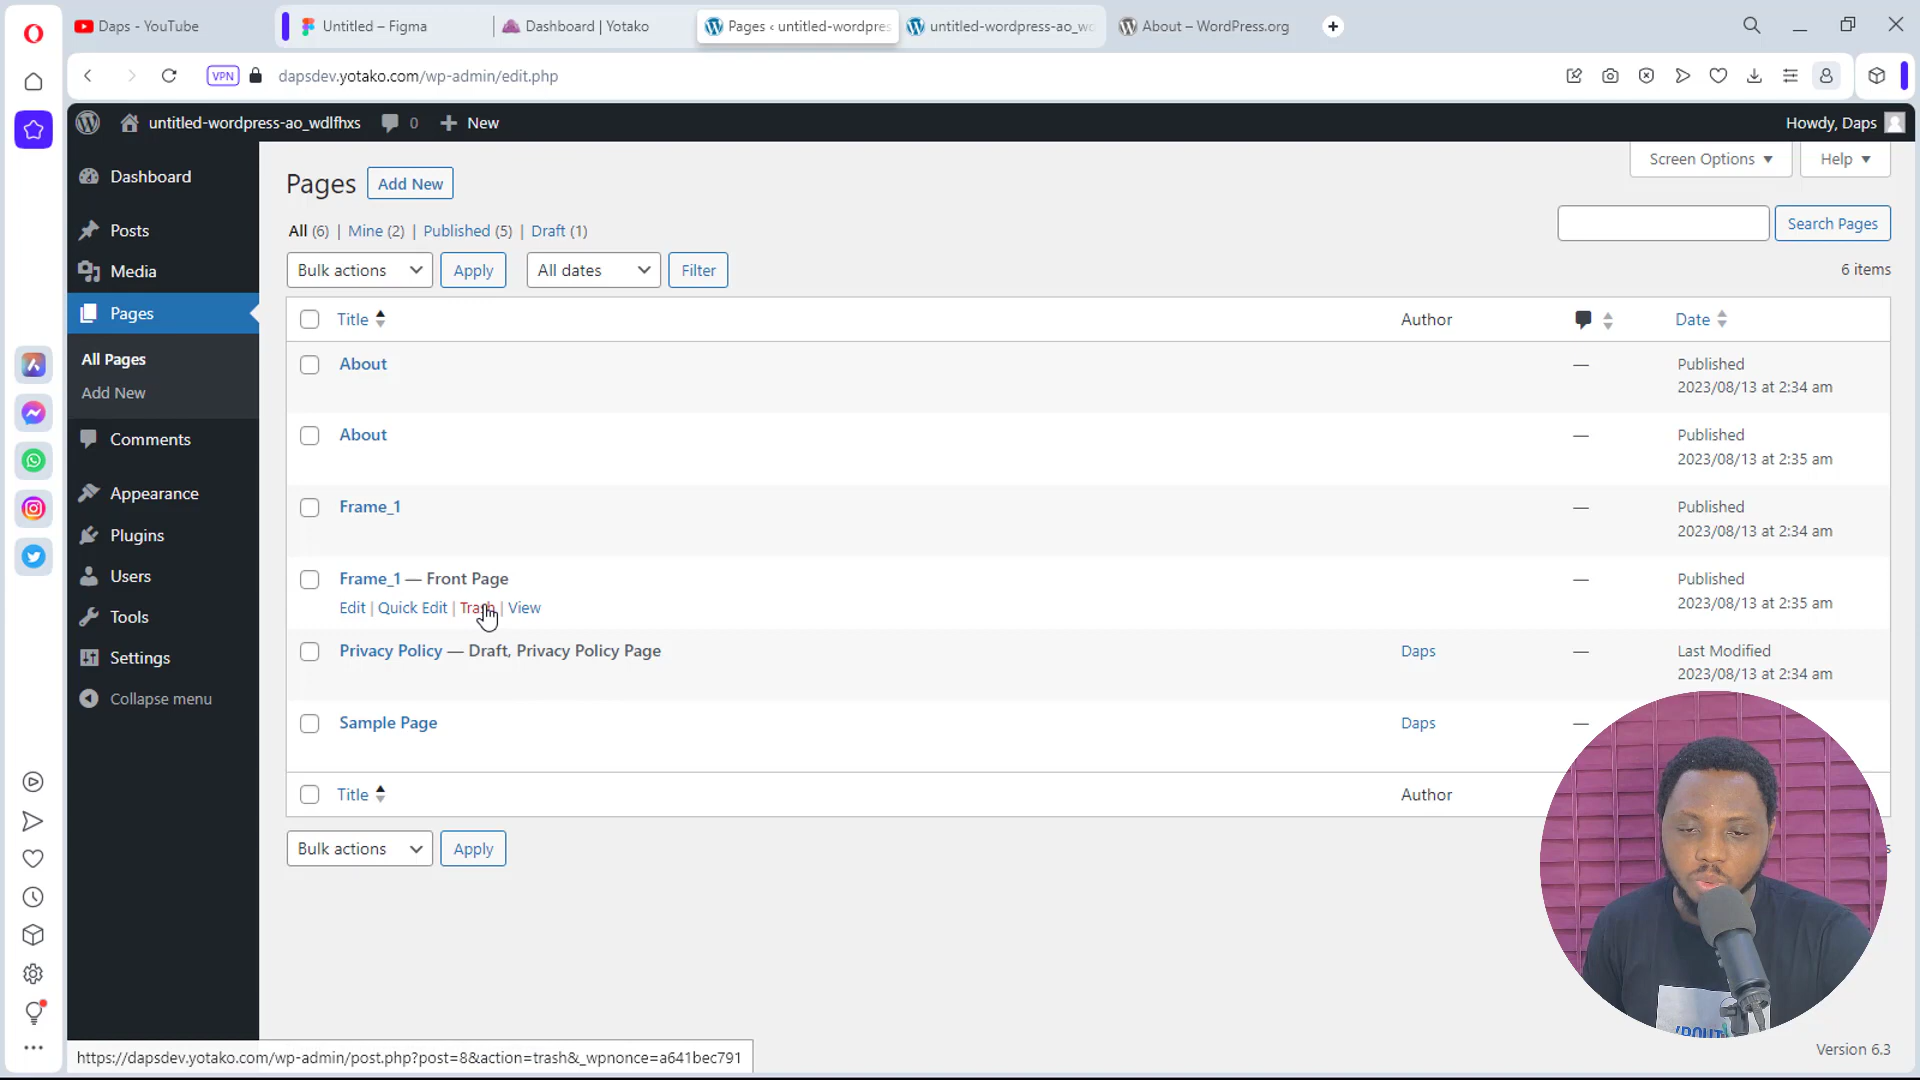 Daps - YouTube
Untitled – Figma
Dashboard | Yotako
Pages ‹ untitled-wordpres
untitled-wordpress-ao_wd
About – WordPress.org
VPN
dapsdev.yotako.com/wp-admin/edit.php
untitled-wordpress-ao_wdlfhxs
0
New
Howdy, Daps
Dashboard
Posts
Media
Pages
All Pages
Add New
Comments
Appearance
Plugins
Users
Tools
Settings
Collapse menu
Screen Options
Help
Pages
Add New
All (6) | Mine (2) | Published (5) | Draft (1)
Search Pages
Bulk actions
Apply
All dates
Filter
6 items
Title
Author
Date
About
—
Published
2023/08/13 at 2:34 am
About
—
Published
2023/08/13 at 2:35 am
Frame_1
—
Published
2023/08/13 at 2:34 am
Frame_1 — Front Page
—
Published
2023/08/13 at 2:35 am
Edit | Quick Edit | Trash | View
Privacy Policy — Draft, Privacy Policy Page
Daps
—
Last Modified
2023/08/13 at 2:34 am
Sample Page
Daps
—
Title
Author
Bulk actions
Apply
https://dapsdev.yotako.com/wp-admin/post.php?post=8&action=trash&_wpnonce=a641bec791
Version 6.3